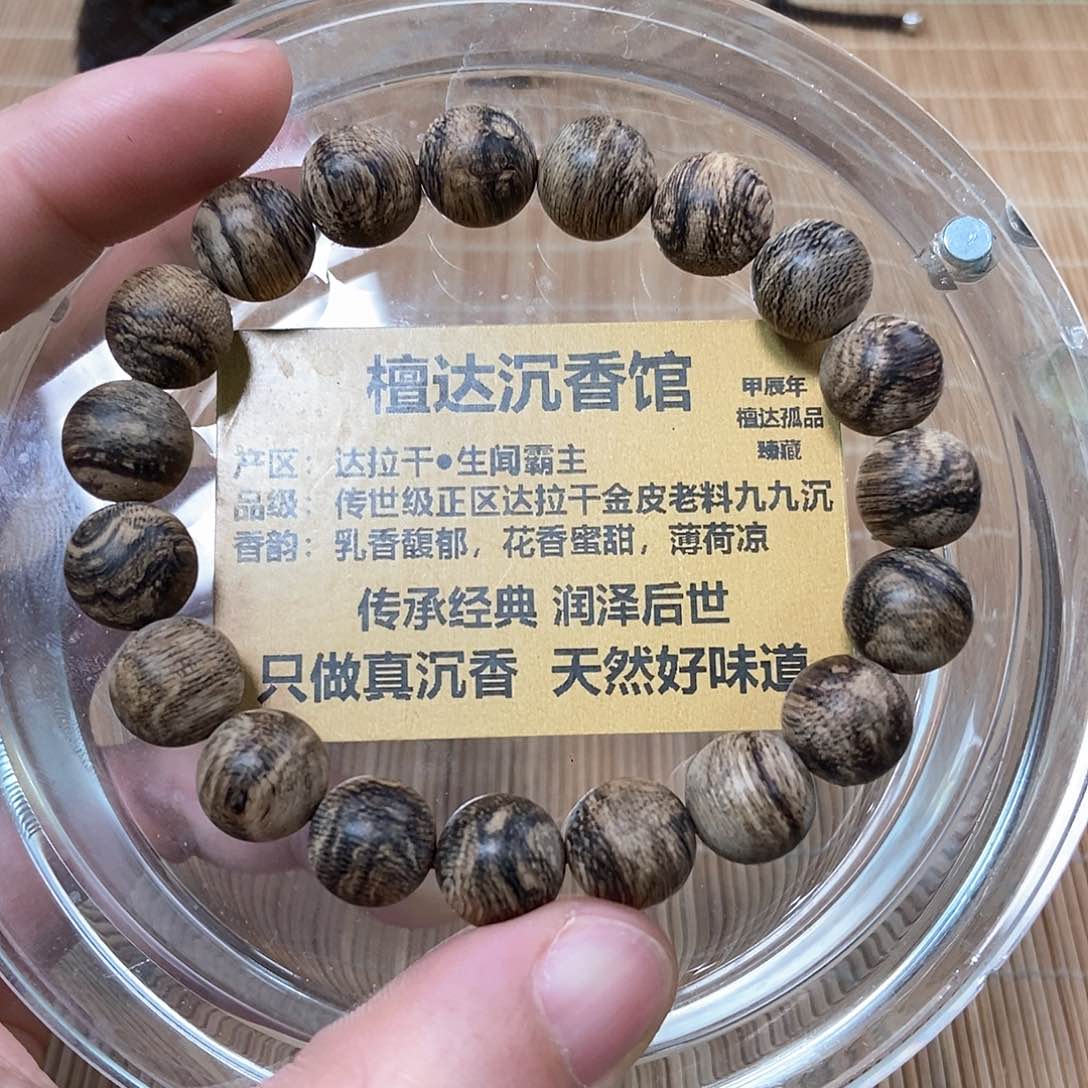 檀达沉香馆
甲辰年
檀达孤品
臻藏
产区：达拉干●生闻霸主
品级：传世级正区达拉干金皮老料九九沉
香韵：乳香馥郁，花香蜜甜，薄荷凉
传承经典 润泽后世
只做真沉香 天然好味道